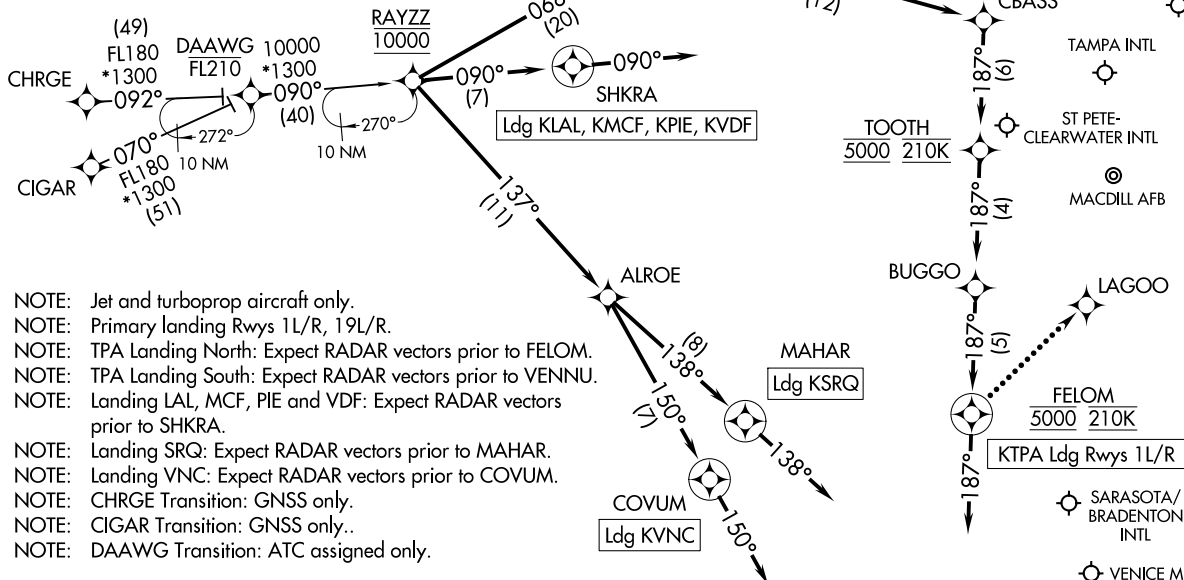 (49)
FL180
*1300
CHRGE
092°
DAAWG
FL210
10000
*1300
090°
(40)
272°
10 NM
070°
FL180
*1300
(51)
CIGAR
RAYZZ
10000
270°
10 NM
(20)
090°
(7)
090°
SHKRA
Ldg KLAL, KMCF, KPIE, KVDF
137°
(11)
ALROE
(8)
138°
MAHAR
Ldg KSRQ
138°
150°
(7)
COVUM
Ldg KVNC
150°
(12)
CBASS
187°
(6)
TAMPA INTL
TOOTH
5000 210K
ST PETE-
CLEARWATER INTL
MACDILL AFB
187°
(4)
BUGGO
LAGOO
187°
(5)
FELOM
5000 210K
KTPA Ldg Rwys 1L/R
187°
SARASOTA/
BRADENTON
INTL
VENICE M
NOTE: Jet and turboprop aircraft only.
NOTE: Primary landing Rwys 1L/R, 19L/R.
NOTE: TPA Landing North: Expect RADAR vectors prior to FELOM.
NOTE: TPA Landing South: Expect RADAR vectors prior to VENNU.
NOTE: Landing LAL, MCF, PIE and VDF: Expect RADAR vectors
prior to SHKRA.
NOTE: Landing SRQ: Expect RADAR vectors prior to MAHAR.
NOTE: Landing VNC: Expect RADAR vectors prior to COVUM.
NOTE: CHRGE Transition: GNSS only.
NOTE: CIGAR Transition: GNSS only..
NOTE: DAAWG Transition: ATC assigned only.